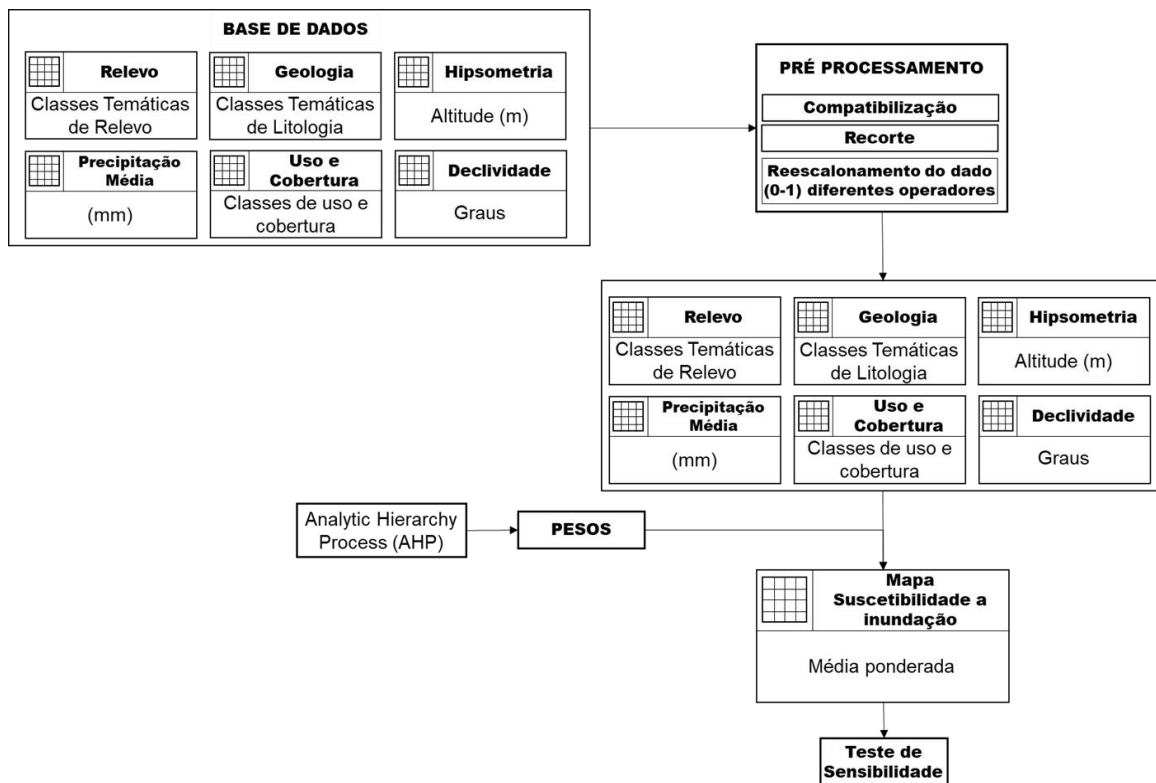 BASE DE DADOS
Relevo
Classes Temáticas
de Relevo
Geologia
Classes Temáticas
de Litologia
Hipsometria
Altitude (m)
Precipitação
Média
(mm)
Uso e
Cobertura
Classes de uso e
cobertura
Declividade
Graus
PRÉ PROCESSAMENTO
Compatibilização
Recorte
Reescalonamento do dado
(0-1) diferentes operadores
Relevo
Classes Temáticas
de Relevo
Geologia
Classes Temáticas
de Litologia
Hipsometria
Altitude (m)
Precipitação
Média
(mm)
Uso e
Cobertura
Classes de uso e
cobertura
Declividade
Graus
Analytic Hierarchy
Process (AHP)
PESOS
Mapa
Suscetibilidade a
inundação
Média ponderada
Teste de
Sensibilidade